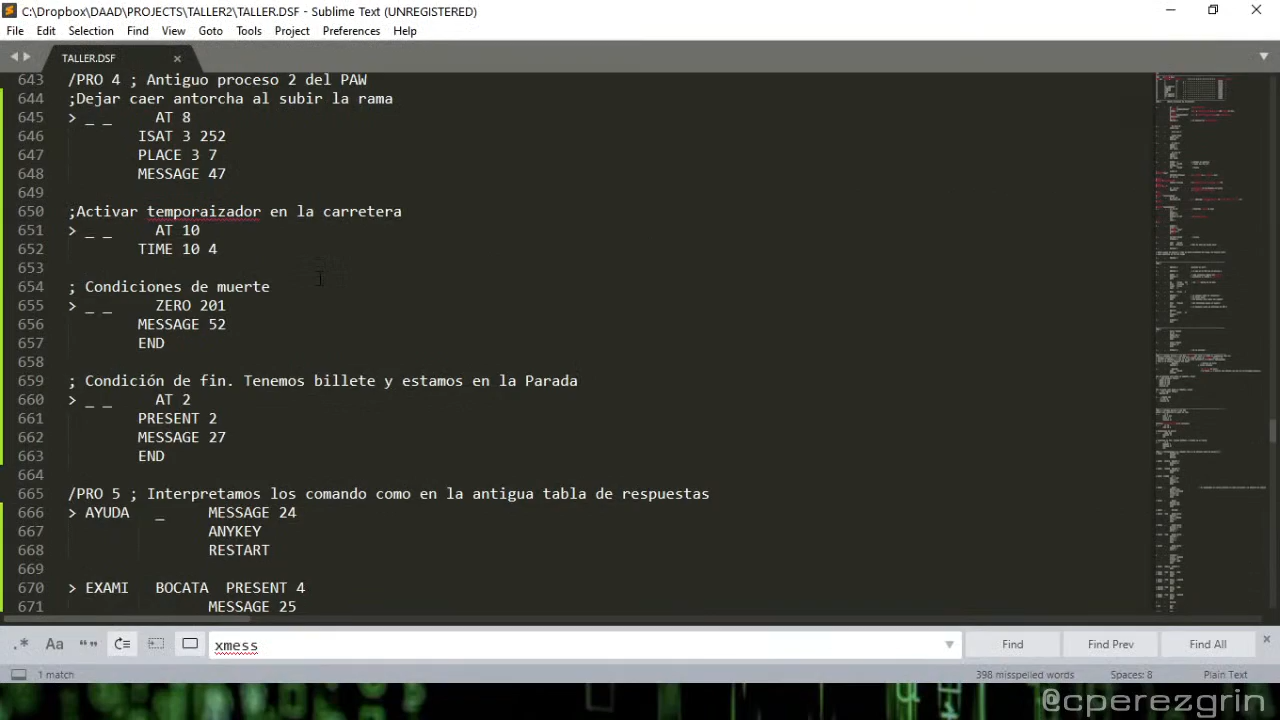 C:\Dropbox\DAAD\PROJECTS\TALLER2\TALLER.DSF - Sublime Text (UNREGISTERED)
File Edit Selection Find View Goto Tools Project Preferences Help
TALLER.DSF
643 /PRO 4 ; Antiguo proceso 2 del PAW
644 ;Dejar caer antorcha al subir la rama
645 > _ _ AT 8
646 ISAT 3 252
647 PLACE 3 7
648 MESSAGE 47
649
650 ;Activar tempornizador en la carretera
651 > _ _ AT 10
652 TIME 10 4
653
654 ; Condiciones de muerte
655 > _ _ ZERO 201
656 MESSAGE 52
657 END
658
659 ; Condición de fin. Tenemos billete y estamos en la Parada
660 > _ _ AT 2
661 PRESENT 2
662 MESSAGE 27
663 END
664
665 /PRO 5 ; Interpretamos los comando como en la antigua tabla de respuestas
666 > AYUDA _ MESSAGE 24
667 ANYKEY
668 RESTART
669
670 > EXAMI BOCATA PRESENT 4
671 MESSAGE 25
.* Aa “” xmess Find Find Prev Find All
1 match 398 misspelled words Spaces: 8 Plain Text
@cperezgrin